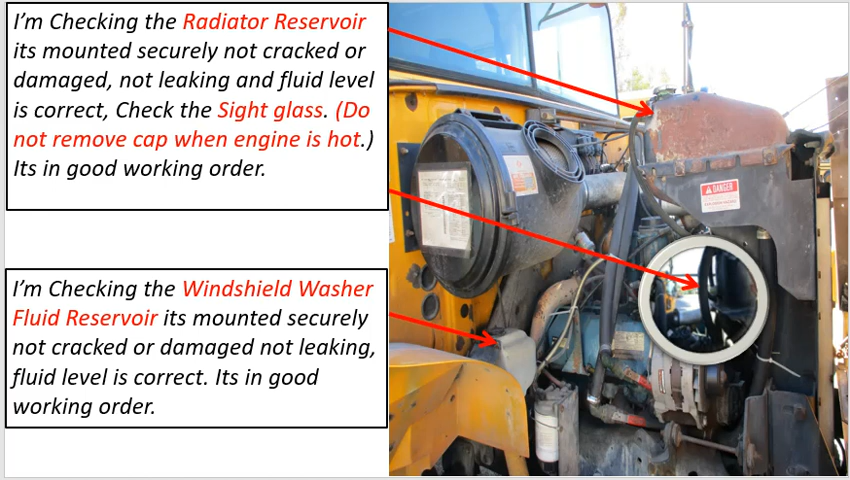 I’m Checking the Radiator Reservoir
its mounted securely not cracked or
damaged, not leaking and fluid level
is correct, Check the Sight glass. (Do
not remove cap when engine is hot.)
Its in good working order.
DANGER
I’m Checking the Windshield Washer
Fluid Reservoir its mounted securely
not cracked or damaged not leaking,
fluid level is correct. Its in good
working order.